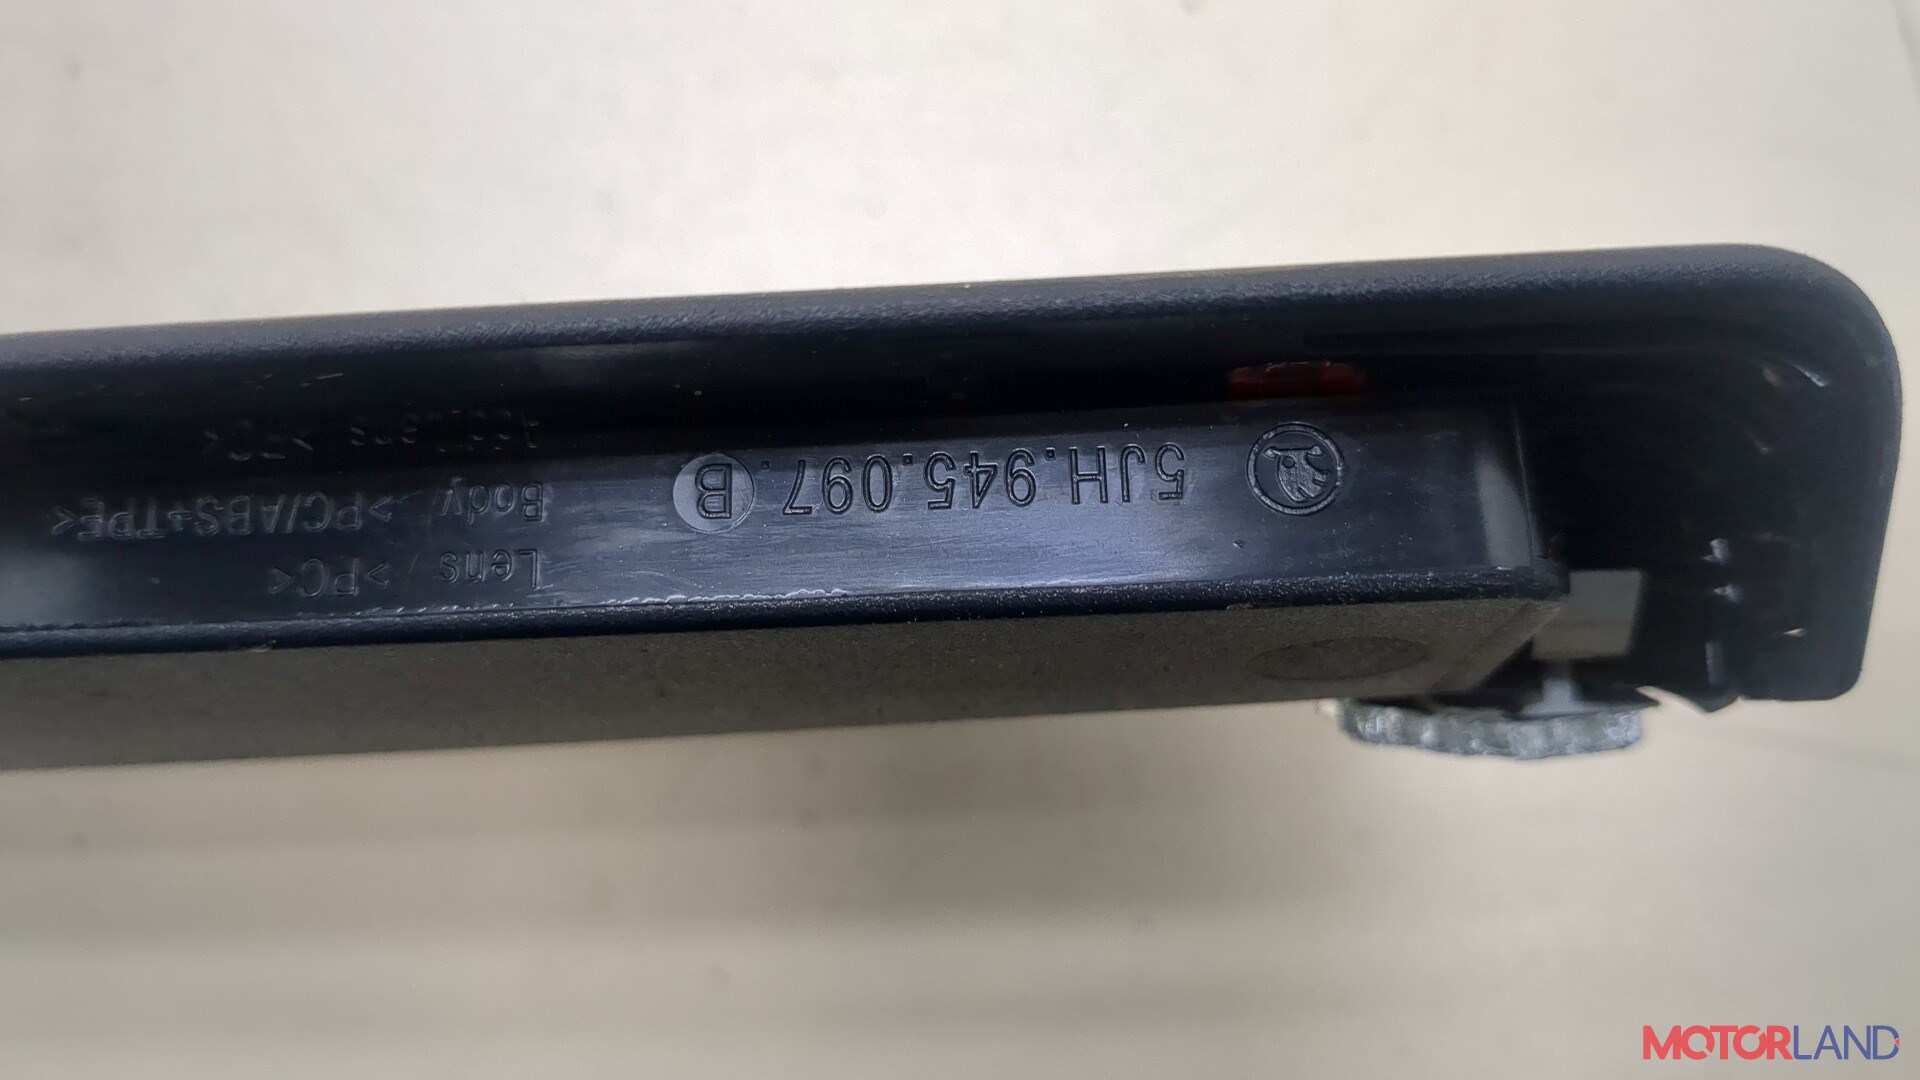 5JH.945.097.B
Lens >PC<
Body >PC/ABS+TPE<
MOTORLAND